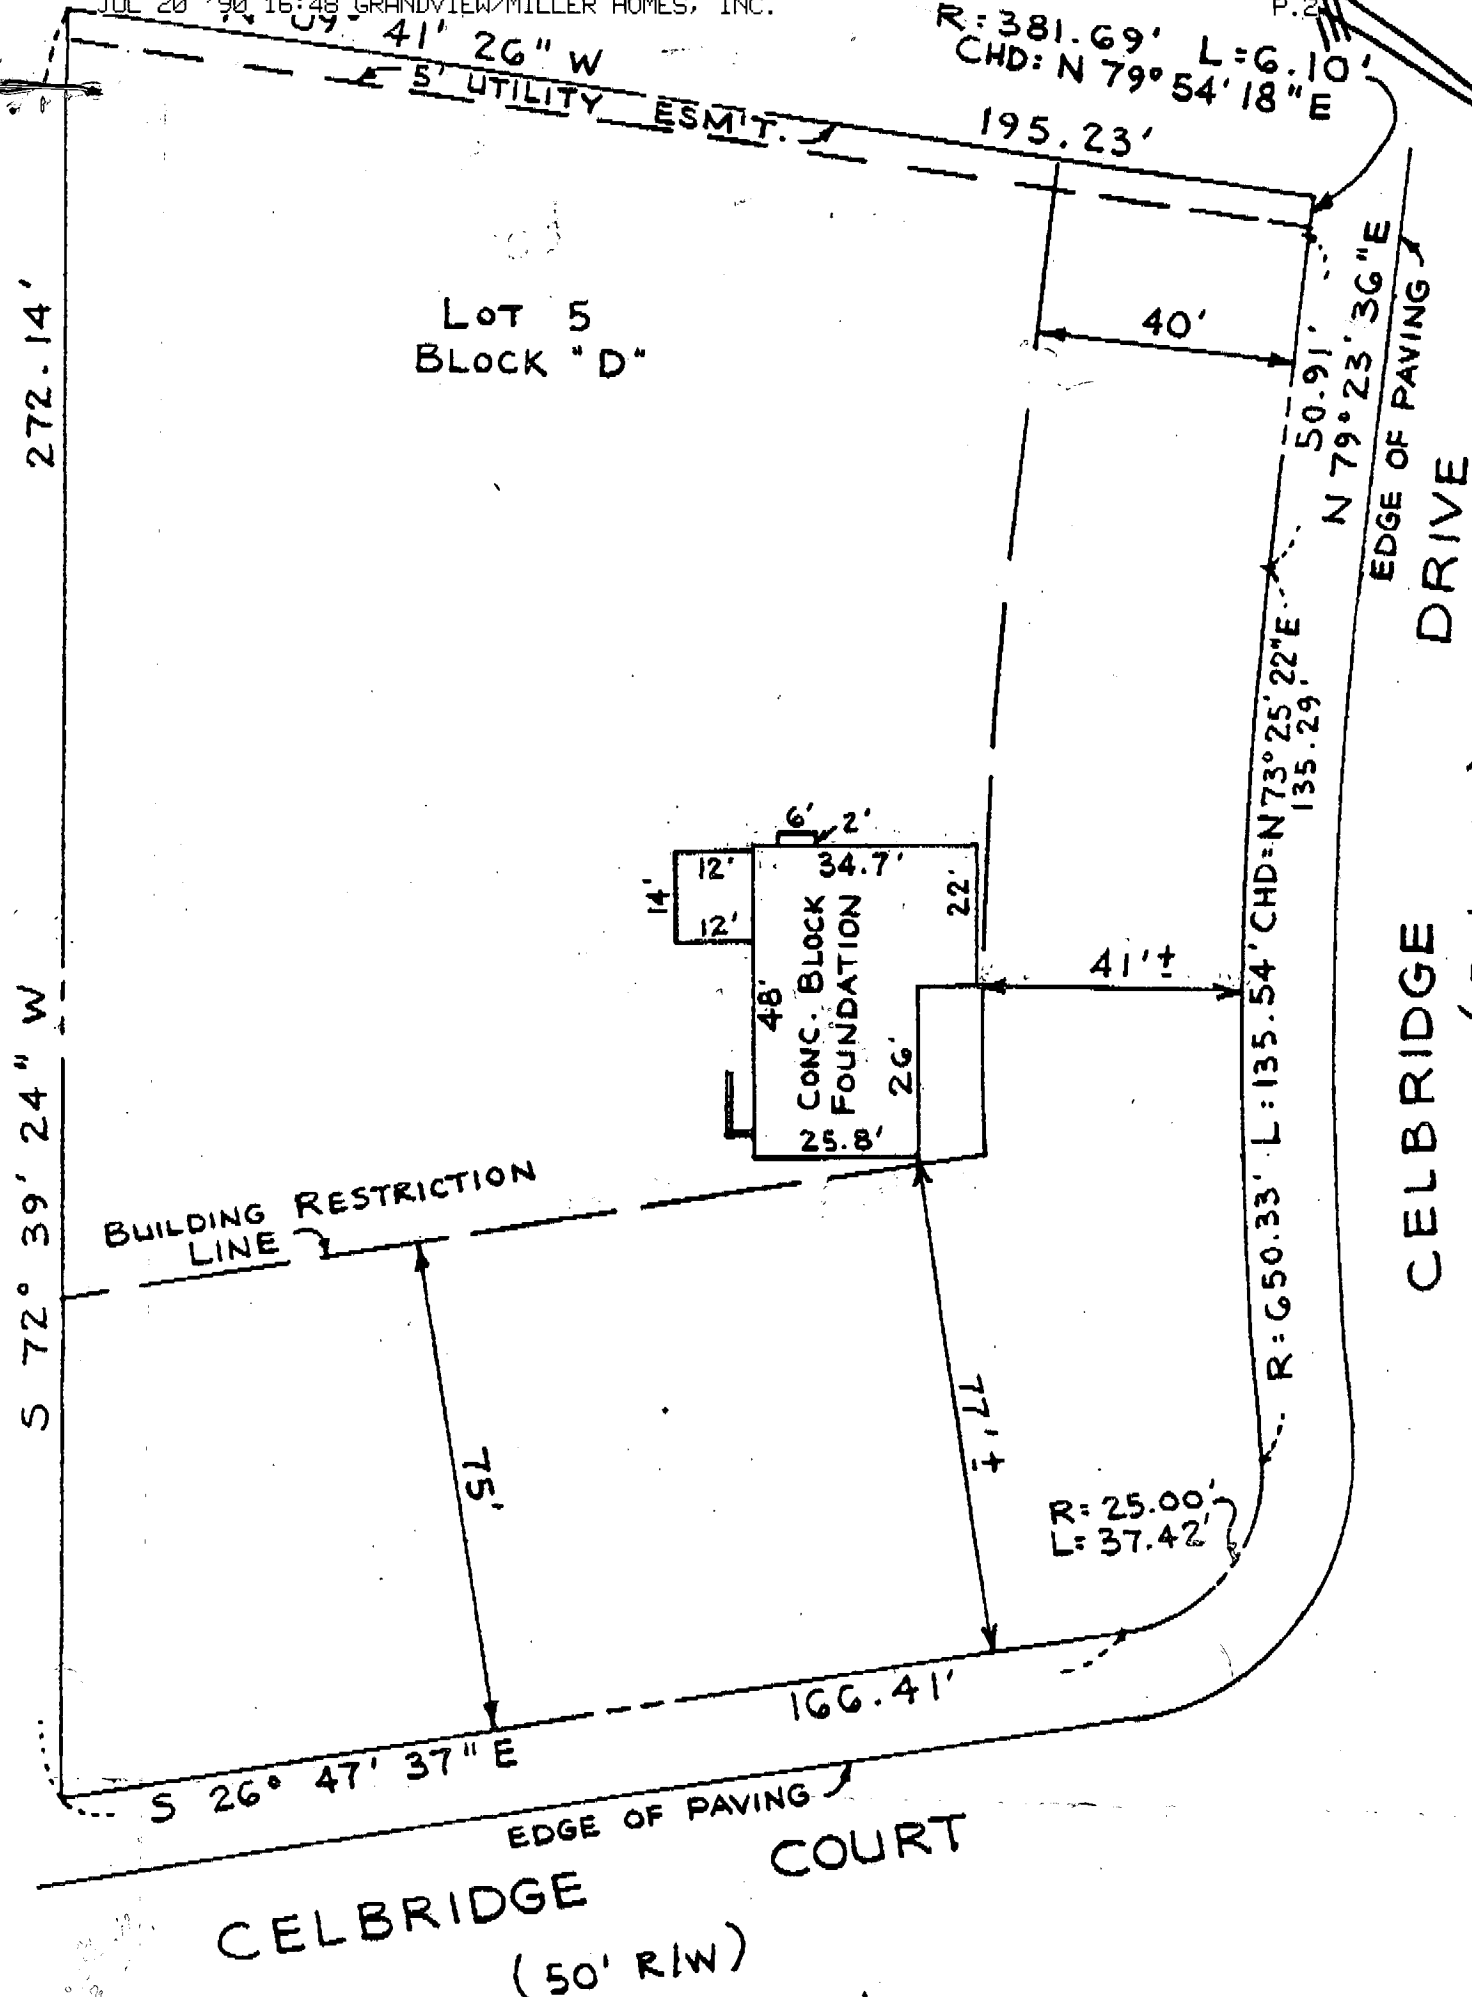 JUL 20 '90 16:48 GRANDVIEW/MILLER HOMES, INC.
P.2
41' 26" W
R = 381.69' L = 6.10'
CHD: N 79° 54' 18" E
5' UTILITY ESM'T.
195.23'
272.14'
S 72° 39' 24" W
LOT 5
BLOCK "D"
40'
50.91'
N 79° 23' 36" E
EDGE OF PAVING
CELBRIDGE DRIVE
R = 650.33' L = 135.54' CHD = N 73° 25' 22" E
135.29'
6'
2'
12'
34.7'
14'
12'
22'
48'
CONC. BLOCK
FOUNDATION
26'
25.8'
41'±
BUILDING RESTRICTION
LINE
75'
77'±
R = 25.00'
L = 37.42'
166.41'
S 26° 47' 37" E
EDGE OF PAVING
CELBRIDGE COURT
(50' R/W)